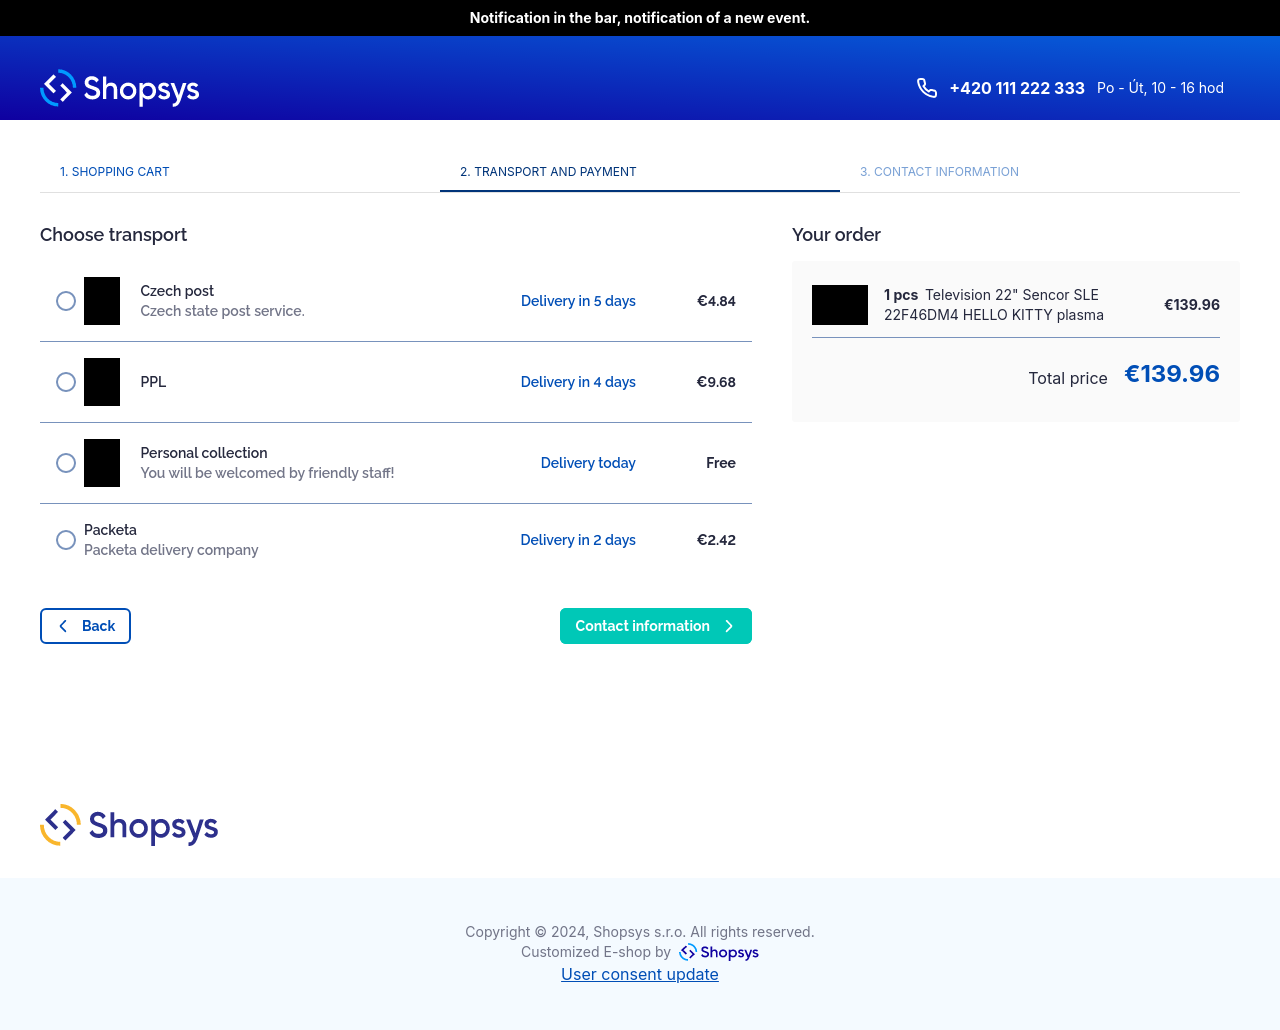 Notification in the bar, notification of a new event.
Shopsys
+420 111 222 333 Po - Út, 10 - 16 hod
1. SHOPPING CART
2. TRANSPORT AND PAYMENT
3. CONTACT INFORMATION
Choose transport
Czech post
Czech state post service.
Delivery in 5 days
€4.84
PPL
Delivery in 4 days
€9.68
Personal collection
You will be welcomed by friendly staff!
Delivery today
Free
Packeta
Packeta delivery company
Delivery in 2 days
€2.42
Back
Contact information
Your order
1 pcs Television 22" Sencor SLE
22F46DM4 HELLO KITTY plasma
€139.96
Total price €139.96
Shopsys
Copyright © 2024, Shopsys s.r.o. All rights reserved.
Customized E-shop by Shopsys
User consent update